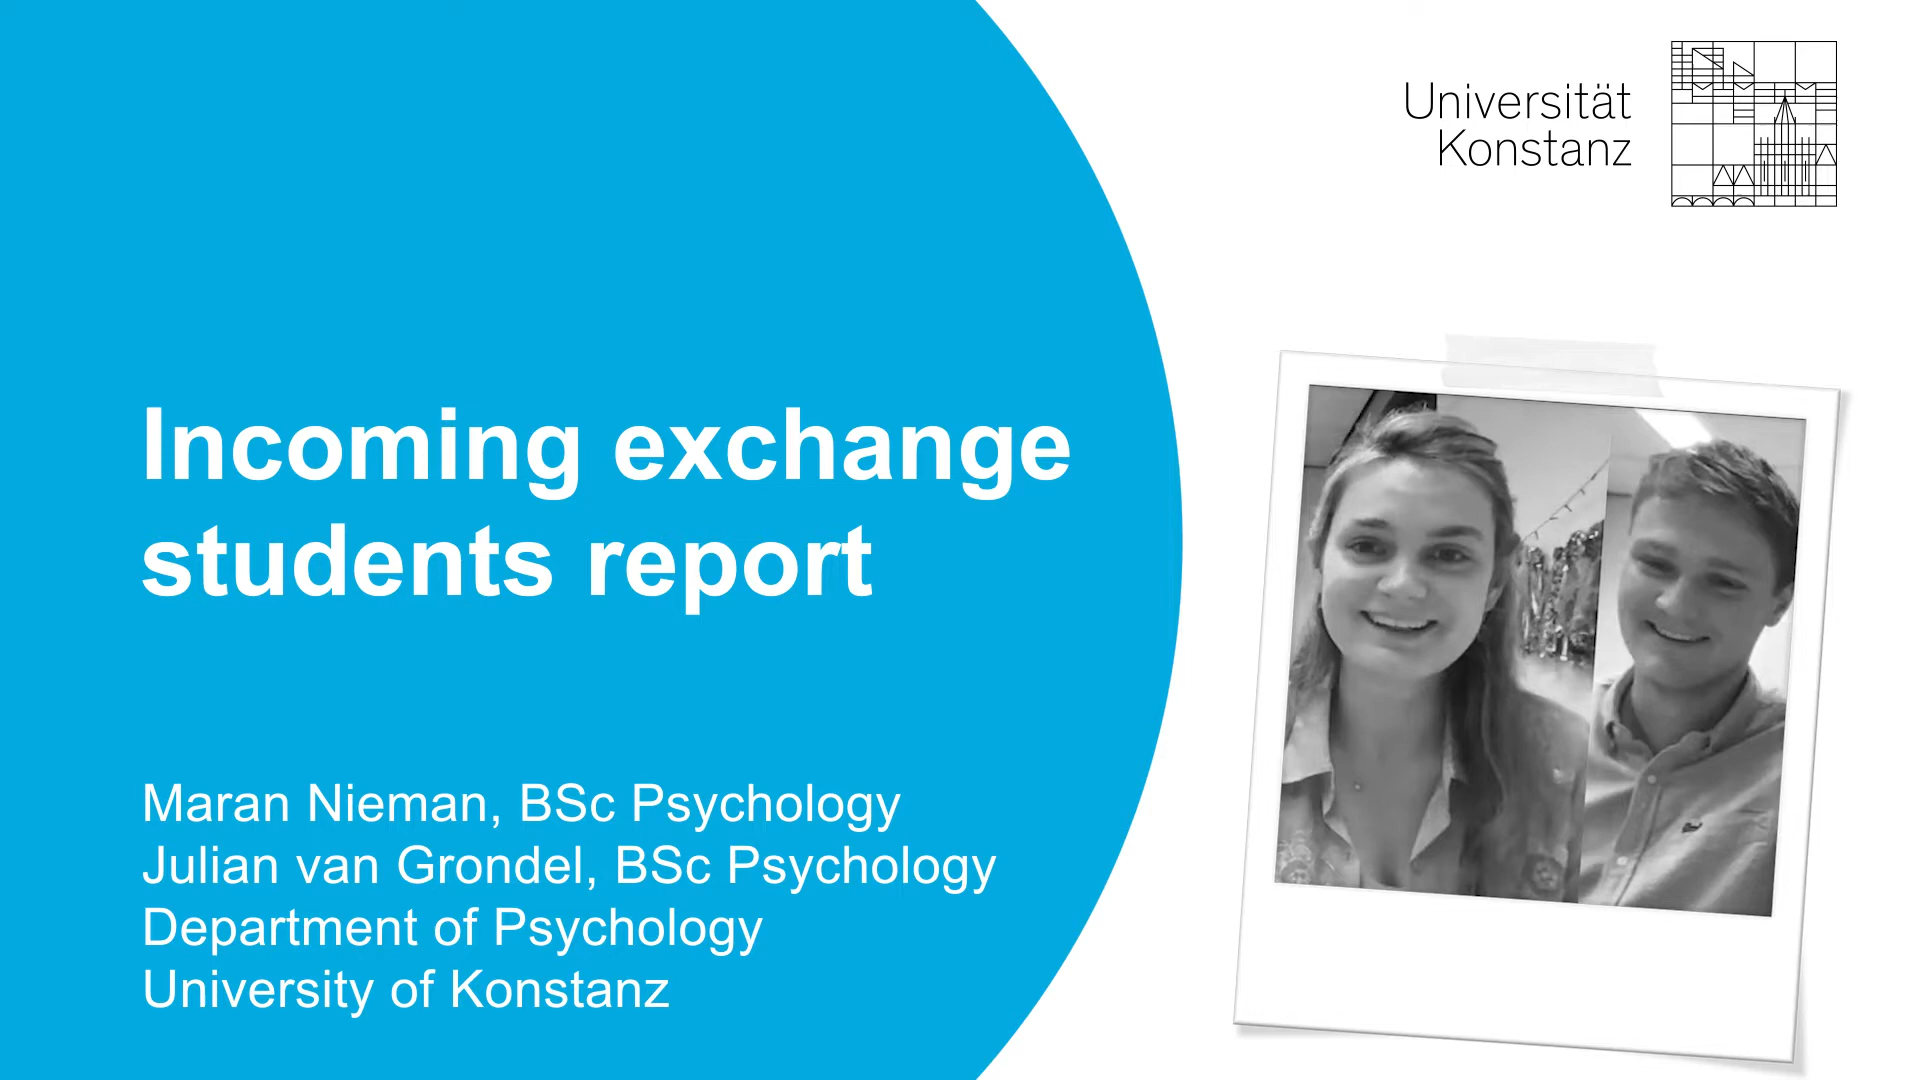 Universität
Konstanz
Incoming exchange
students report
Maran Nieman, BSc Psychology
Julian van Grondel, BSc Psychology
Department of Psychology
University of Konstanz